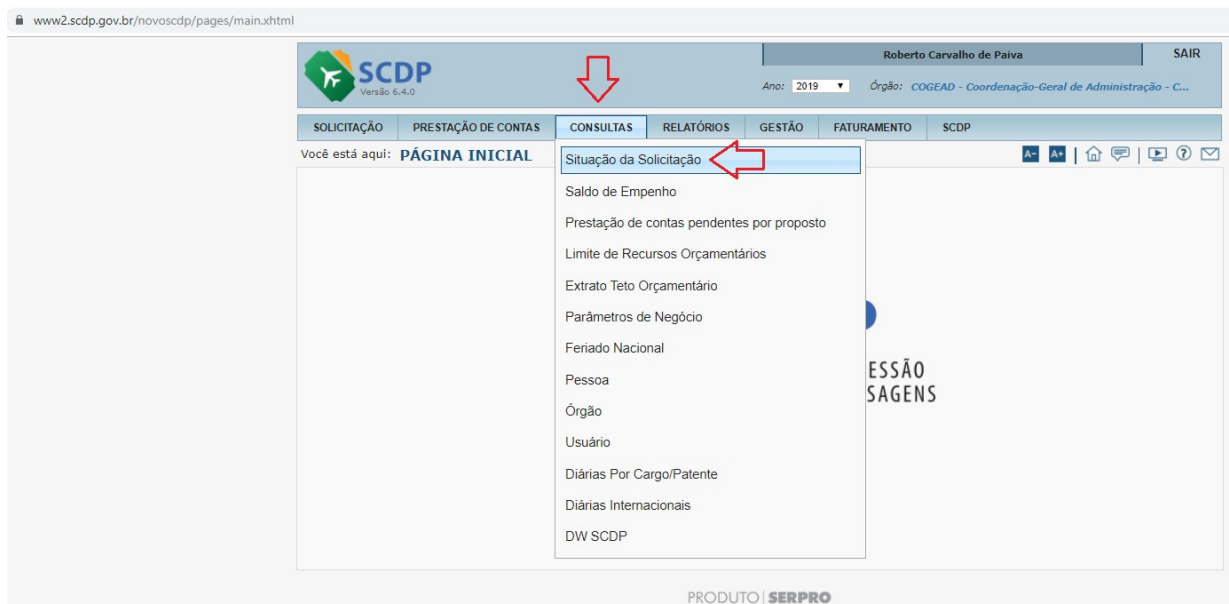 www2.scdp.gov.br/novoscdp/pages/main.xhtml
SCDP
Versão 6.4.0
Roberto Carvalho de Paiva SAIR
Ano: 2019 Órgão: COGEAD - Coordenação-Geral de Administração - C...
SOLICITAÇÃO PRESTAÇÃO DE CONTAS CONSULTAS RELATÓRIOS GESTÃO FATURAMENTO SCDP
Você está aqui: PÁGINA INICIAL
A- A+
Situação da Solicitação
Saldo de Empenho
Prestação de contas pendentes por proposto
Limite de Recursos Orçamentários
Extrato Teto Orçamentário
Parâmetros de Negócio
Feriado Nacional
Pessoa
ESSÃO
SAGENS
Órgão
Usuário
Diárias Por Cargo/Patente
Diárias Internacionais
DW SCDP
PRODUTO | SERPRO